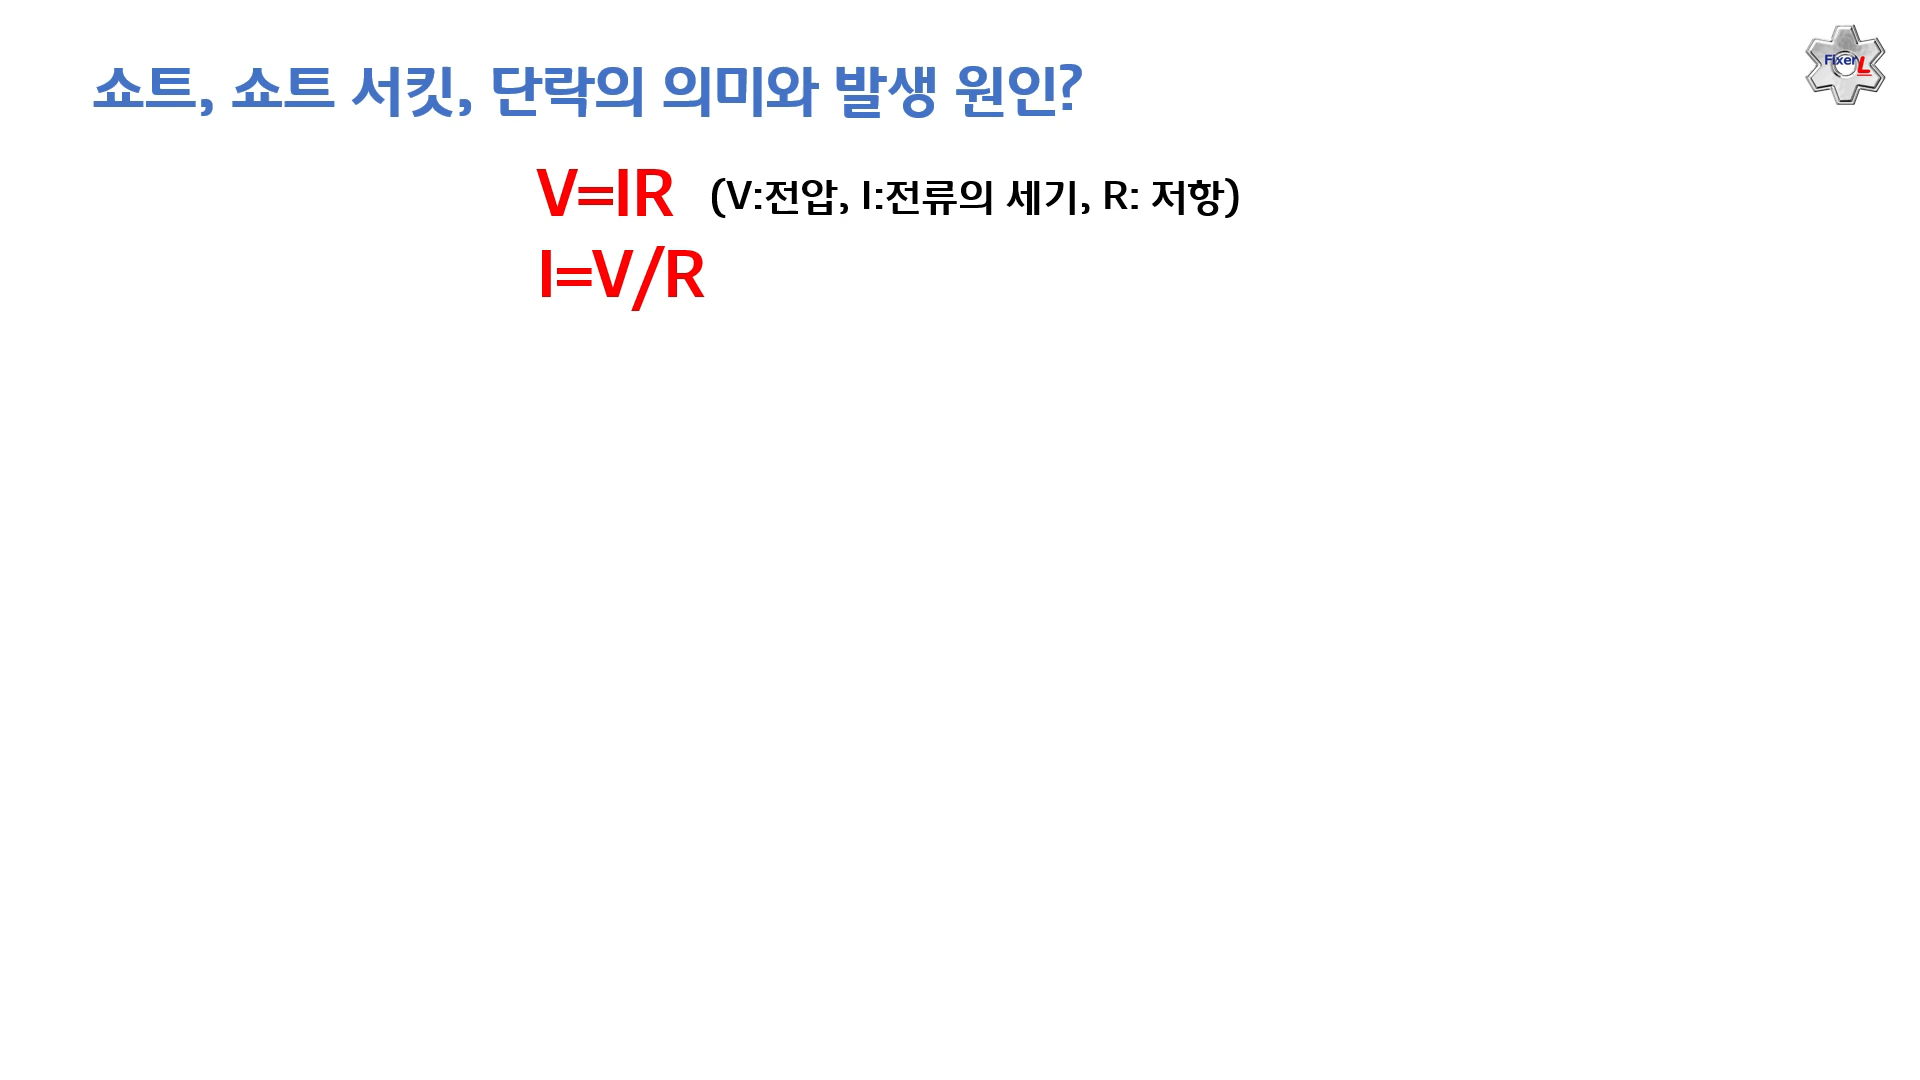 쇼트, 쇼트 서킷, 단락의 의미와 발생 원인?
Fixer L
V=IR (V:전압, I:전류의 세기, R: 저항)
I=V/R